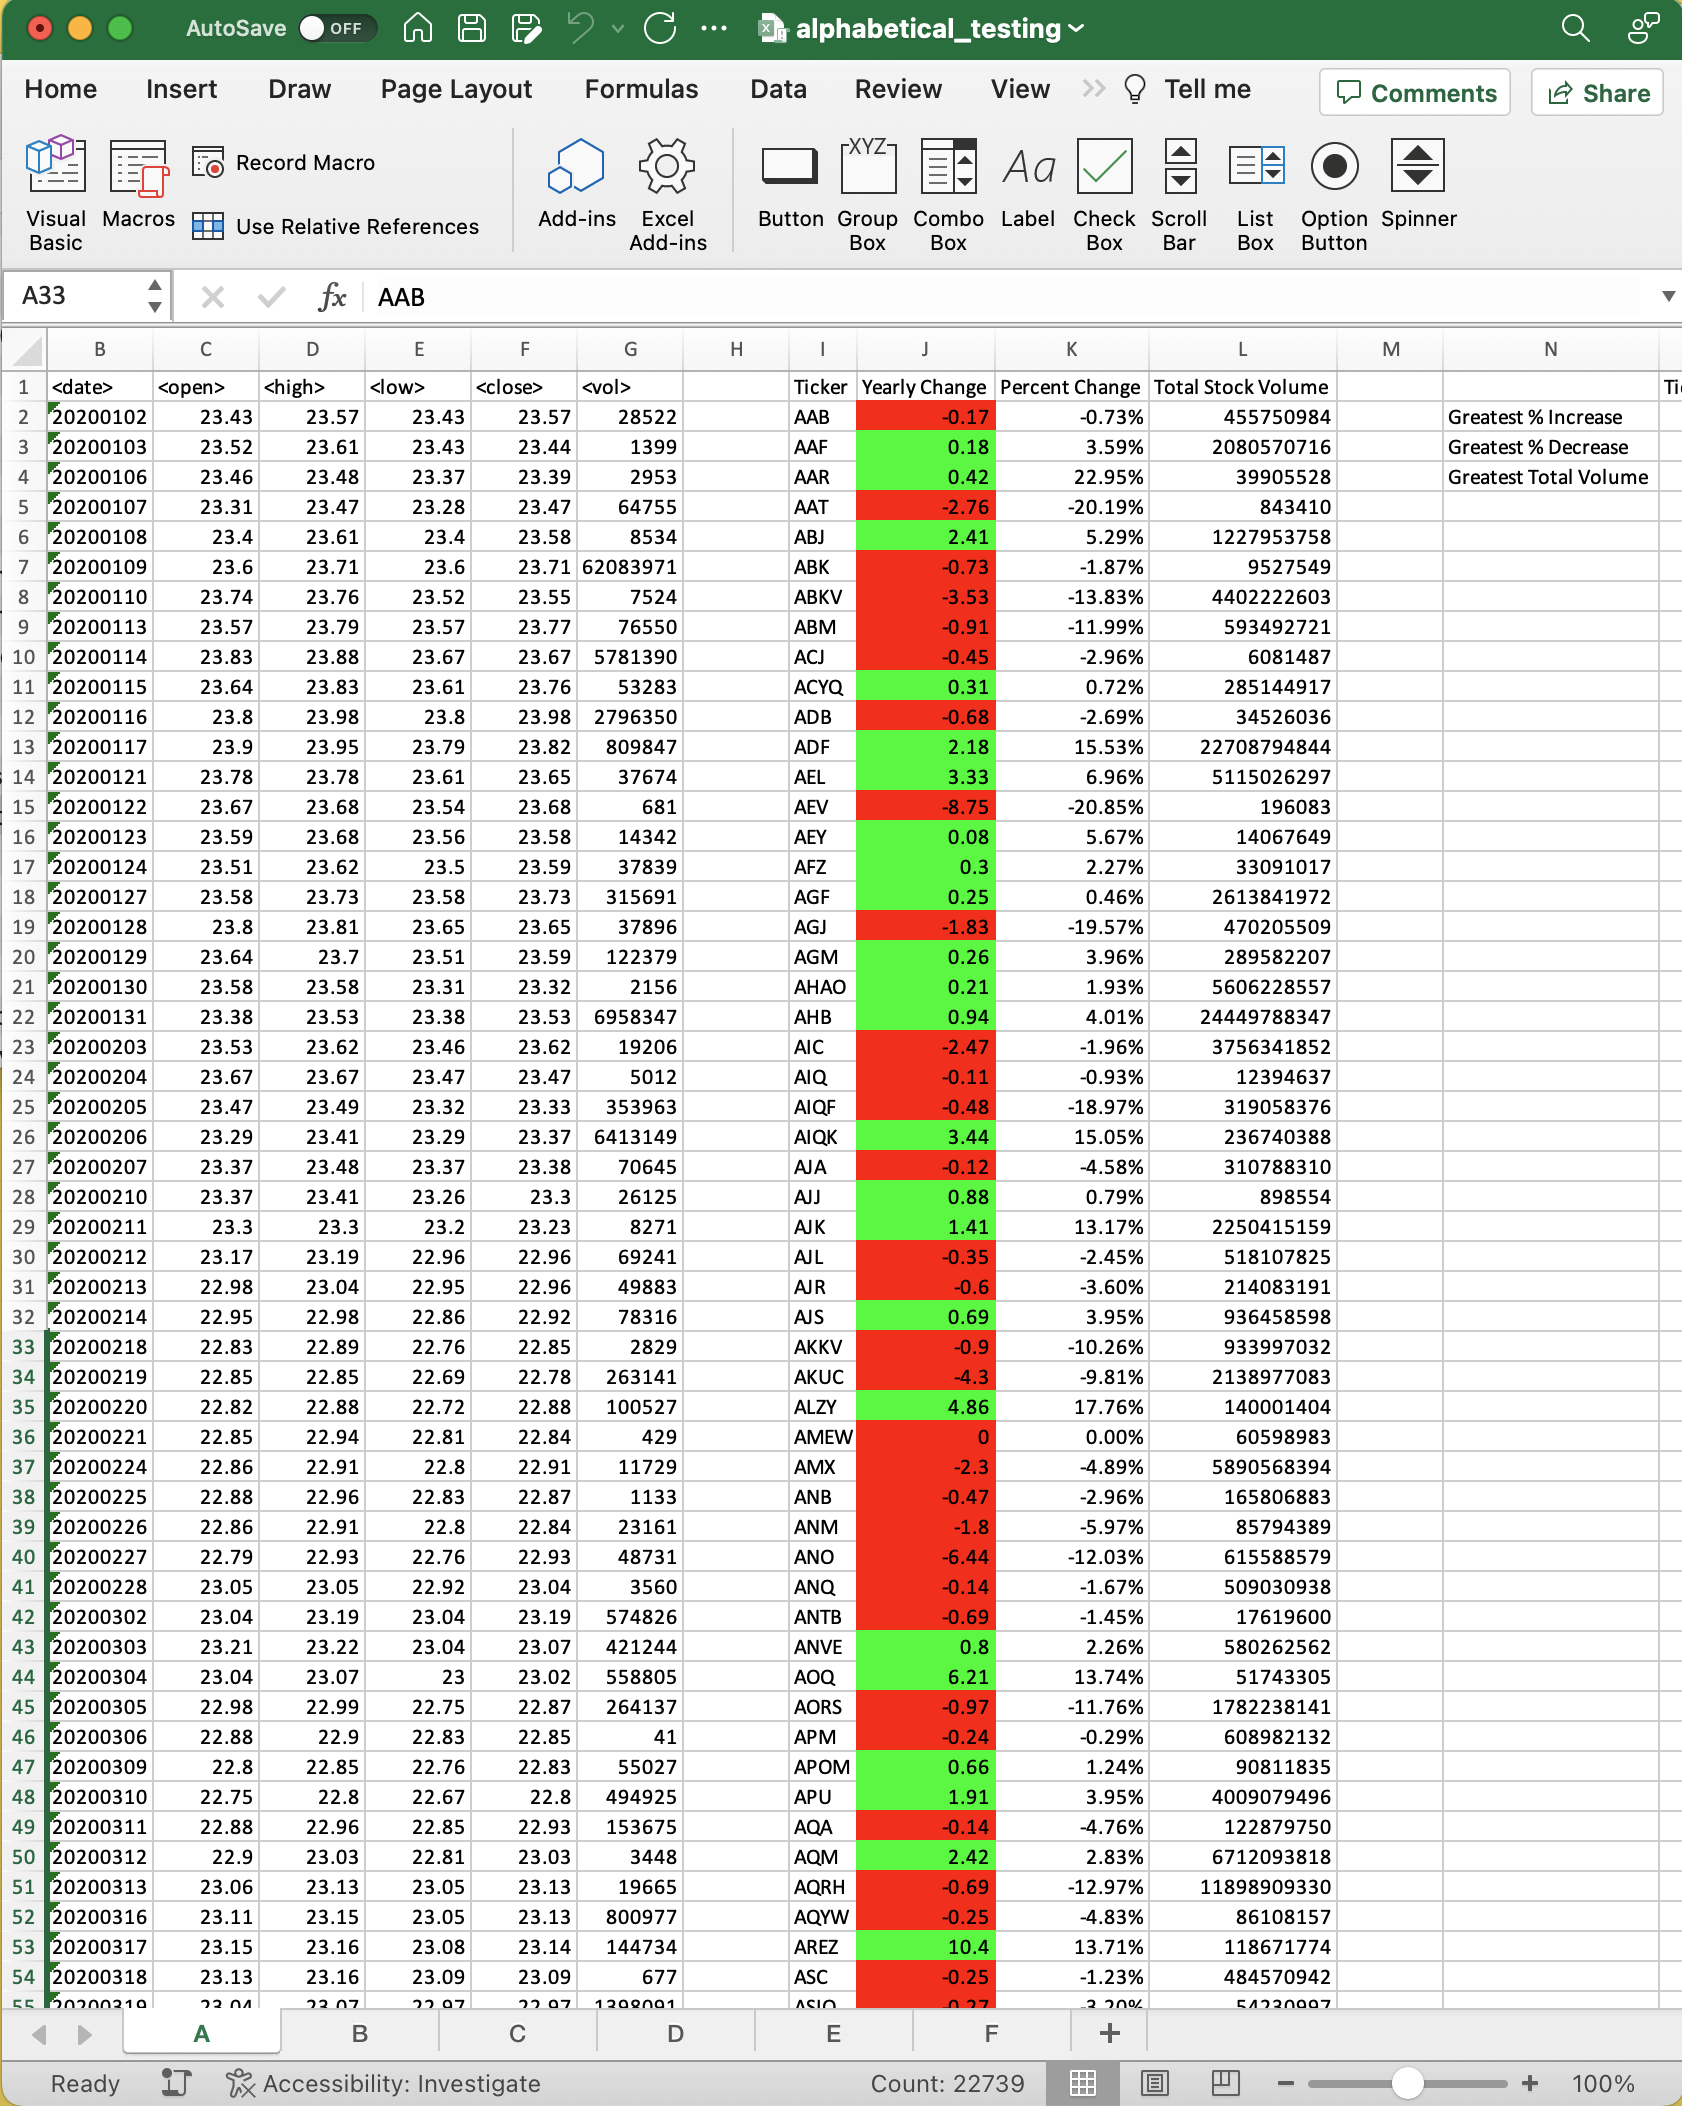 AutoSave OFF alphabetical_testing
Home Insert Draw Page Layout Formulas Data Review View Tell me Comments Share
Visual Basic Macros Record Macro Use Relative References Add-ins Excel Add-ins Button XYZ Group Box Combo Box Aa Label Check Box Scroll Bar List Box Option Button Spinner
A33 fx AAB
B C D E F G H I J K L M N
1 <date> <open> <high> <low> <close> <vol> Ticker Yearly Change Percent Change Total Stock Volume
2 20200102 23.43 23.57 23.43 23.57 28522 AAB -0.17 -0.73% 455750984 Greatest % Increase
3 20200103 23.52 23.61 23.43 23.44 1399 AAF 0.18 3.59% 2080570716 Greatest % Decrease
4 20200106 23.46 23.48 23.37 23.39 2953 AAR 0.42 22.95% 39905528 Greatest Total Volume
5 20200107 23.31 23.47 23.28 23.47 64755 AAT -2.76 -20.19% 843410
6 20200108 23.4 23.61 23.4 23.58 8534 ABJ 2.41 5.29% 1227953758
7 20200109 23.6 23.71 23.6 23.71 62083971 ABK -0.73 -1.87% 9527549
8 20200110 23.74 23.76 23.52 23.55 7524 ABKV -3.53 -13.83% 4402222603
9 20200113 23.57 23.79 23.57 23.77 76550 ABM -0.91 -11.99% 593492721
10 20200114 23.83 23.88 23.67 23.67 5781390 ACJ -0.45 -2.96% 6081487
11 20200115 23.64 23.83 23.61 23.76 53283 ACYQ 0.31 0.72% 285144917
12 20200116 23.8 23.98 23.8 23.98 2796350 ADB -0.68 -2.69% 34526036
13 20200117 23.9 23.95 23.79 23.82 809847 ADF 2.18 15.53% 22708794844
14 20200121 23.78 23.78 23.61 23.65 37674 AEL 3.33 6.96% 5115026297
15 20200122 23.67 23.68 23.54 23.68 681 AEV -8.75 -20.85% 196083
16 20200123 23.59 23.68 23.56 23.58 14342 AEY 0.08 5.67% 14067649
17 20200124 23.51 23.62 23.5 23.59 37839 AFZ 0.3 2.27% 33091017
18 20200127 23.58 23.73 23.58 23.73 315691 AGF 0.25 0.46% 2613841972
19 20200128 23.8 23.81 23.65 23.65 37896 AGJ -1.83 -19.57% 470205509
20 20200129 23.64 23.7 23.51 23.59 122379 AGM 0.26 3.96% 289582207
21 20200130 23.58 23.58 23.31 23.32 2156 AHAO 0.21 1.93% 5606228557
22 20200131 23.38 23.53 23.38 23.53 6958347 AHB 0.94 4.01% 24449788347
23 20200203 23.53 23.62 23.46 23.62 19206 AIC -2.47 -1.96% 3756341852
24 20200204 23.67 23.67 23.47 23.47 5012 AIQ -0.11 -0.93% 12394637
25 20200205 23.47 23.49 23.32 23.33 353963 AIQF -0.48 -18.97% 319058376
26 20200206 23.29 23.41 23.29 23.37 6413149 AIQK 3.44 15.05% 236740388
27 20200207 23.37 23.48 23.37 23.38 70645 AJA -0.12 -4.58% 310788310
28 20200210 23.37 23.41 23.26 23.3 26125 AJJ 0.88 0.79% 898554
29 20200211 23.3 23.3 23.2 23.23 8271 AJK 1.41 13.17% 2250415159
30 20200212 23.17 23.19 22.96 22.96 69241 AJL -0.35 -2.45% 518107825
31 20200213 22.98 23.04 22.95 22.96 49883 AJR -0.6 -3.60% 214083191
32 20200214 22.95 22.98 22.86 22.92 78316 AJS 0.69 3.95% 936458598
33 20200218 22.83 22.89 22.76 22.85 2829 AKKV -0.9 -10.26% 933997032
34 20200219 22.85 22.85 22.69 22.78 263141 AKUC -4.3 -9.81% 2138977083
35 20200220 22.82 22.88 22.72 22.88 100527 ALZY 4.86 17.76% 140001404
36 20200221 22.85 22.94 22.81 22.84 429 AMEW 0 0.00% 60598983
37 20200224 22.86 22.91 22.8 22.91 11729 AMX -2.3 -4.89% 5890568394
38 20200225 22.88 22.96 22.83 22.87 1133 ANB -0.47 -2.96% 165806883
39 20200226 22.86 22.91 22.8 22.84 23161 ANM -1.8 -5.97% 85794389
40 20200227 22.79 22.93 22.76 22.93 48731 ANO -6.44 -12.03% 615588579
41 20200228 23.05 23.05 22.92 23.04 3560 ANQ -0.14 -1.67% 509030938
42 20200302 23.04 23.19 23.04 23.19 574826 ANTB -0.69 -1.45% 17619600
43 20200303 23.21 23.22 23.04 23.07 421244 ANVE 0.8 2.26% 580262562
44 20200304 23.04 23.07 23 23.02 558805 AOQ 6.21 13.74% 51743305
45 20200305 22.98 22.99 22.75 22.87 264137 AORS -0.97 -11.76% 1782238141
46 20200306 22.88 22.9 22.83 22.85 41 APM -0.24 -0.29% 608982132
47 20200309 22.8 22.85 22.76 22.83 55027 APOM 0.66 1.24% 90811835
48 20200310 22.75 22.8 22.67 22.8 494925 APU 1.91 3.95% 4009079496
49 20200311 22.88 22.96 22.85 22.93 153675 AQA -0.14 -4.76% 122879750
50 20200312 22.9 23.03 22.81 23.03 3448 AQM 2.42 2.83% 6712093818
51 20200313 23.06 23.13 23.05 23.13 19665 AQRH -0.69 -12.97% 11898909330
52 20200316 23.11 23.15 23.05 23.13 800977 AQYW -0.25 -4.83% 86108157
53 20200317 23.15 23.16 23.08 23.14 144734 AREZ 10.4 13.71% 118671774
54 20200318 23.13 23.16 23.09 23.09 677 ASC -0.25 -1.23% 484570942
55 20200319 23.04 23.07 22.97 22.97 1398091 -0.27 -3.20% 54230997
A B C D E F
Ready Accessibility: Investigate Count: 22739 100%